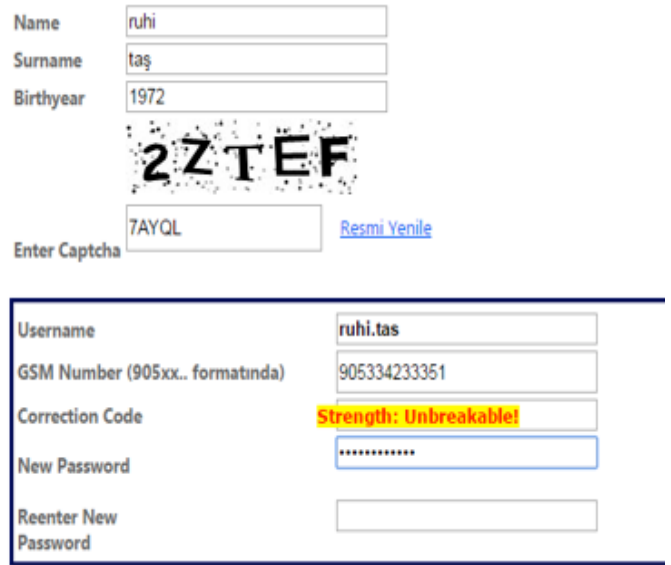 Name ruhi
Surname taş
Birthyear 1972
2ZTEF
7AYQL Resmi Yenile
Enter Captcha
Username ruhi.tas
GSM Number (905xx.. formatında) 905334233351
Correction Code Strength: Unbreakable!
New Password ••••••••••••
Reenter New
Password